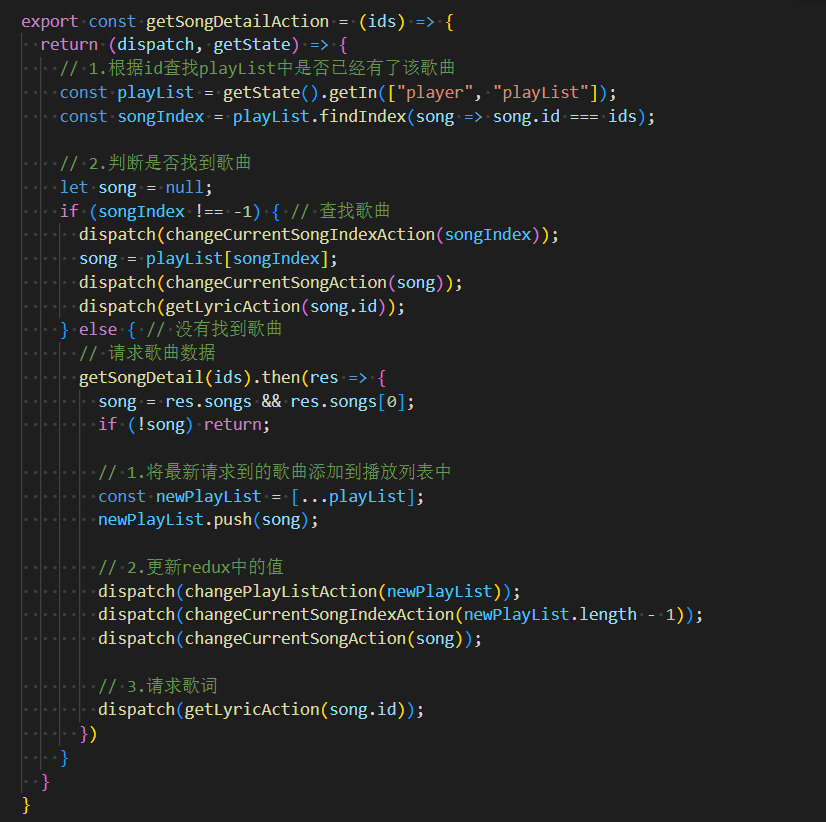 export const getSongDetailAction = (ids) => {
  return (dispatch, getState) => {
    // 1.根据id查找playList中是否已经有了该歌曲
    const playList = getState().getIn(["player", "playList"]);
    const songIndex = playList.findIndex(song => song.id === ids);

    // 2.判断是否找到歌曲
    let song = null;
    if (songIndex !== -1) { // 查找歌曲
      dispatch(changeCurrentSongIndexAction(songIndex));
      song = playList[songIndex];
      dispatch(changeCurrentSongAction(song));
      dispatch(getLyricAction(song.id));
    } else { // 没有找到歌曲
      // 请求歌曲数据
      getSongDetail(ids).then(res => {
        song = res.songs && res.songs[0];
        if (!song) return;

        // 1.将最新请求到的歌曲添加到播放列表中
        const newPlayList = [...playList];
        newPlayList.push(song);

        // 2.更新redux中的值
        dispatch(changePlayListAction(newPlayList));
        dispatch(changeCurrentSongIndexAction(newPlayList.length - 1));
        dispatch(changeCurrentSongAction(song));

        // 3.请求歌词
        dispatch(getLyricAction(song.id));
      })
    }
  }
}